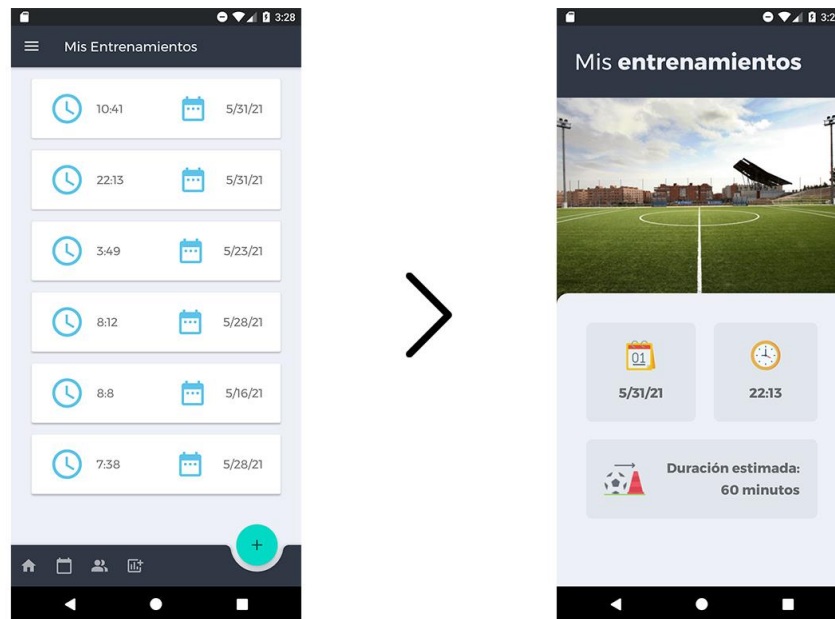 3:28
Mis Entrenamientos
10:41 5/31/21
22:13 5/31/21
3:49 5/23/21
8:12 5/28/21
8:8 5/16/21
7:38 5/28/21
+
Mis entrenamientos
01
5/31/21 22:13
Duración estimada:
60 minutos